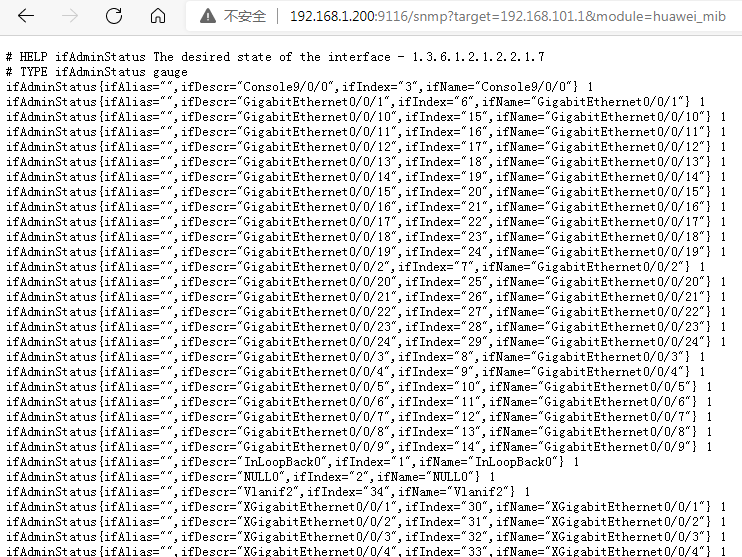 不安全 | 192.168.1.200:9116/snmp?target=192.168.101.1&module=huawei_mib
# HELP ifAdminStatus The desired state of the interface - 1.3.6.1.2.1.2.2.1.7
# TYPE ifAdminStatus gauge
ifAdminStatus{ifAlias="",ifDescr="Console9/0/0",ifIndex="3",ifName="Console9/0/0"} 1
ifAdminStatus{ifAlias="",ifDescr="GigabitEthernet0/0/1",ifIndex="6",ifName="GigabitEthernet0/0/1"} 1
ifAdminStatus{ifAlias="",ifDescr="GigabitEthernet0/0/10",ifIndex="15",ifName="GigabitEthernet0/0/10"} 1
ifAdminStatus{ifAlias="",ifDescr="GigabitEthernet0/0/11",ifIndex="16",ifName="GigabitEthernet0/0/11"} 1
ifAdminStatus{ifAlias="",ifDescr="GigabitEthernet0/0/12",ifIndex="17",ifName="GigabitEthernet0/0/12"} 1
ifAdminStatus{ifAlias="",ifDescr="GigabitEthernet0/0/13",ifIndex="18",ifName="GigabitEthernet0/0/13"} 1
ifAdminStatus{ifAlias="",ifDescr="GigabitEthernet0/0/14",ifIndex="19",ifName="GigabitEthernet0/0/14"} 1
ifAdminStatus{ifAlias="",ifDescr="GigabitEthernet0/0/15",ifIndex="20",ifName="GigabitEthernet0/0/15"} 1
ifAdminStatus{ifAlias="",ifDescr="GigabitEthernet0/0/16",ifIndex="21",ifName="GigabitEthernet0/0/16"} 1
ifAdminStatus{ifAlias="",ifDescr="GigabitEthernet0/0/17",ifIndex="22",ifName="GigabitEthernet0/0/17"} 1
ifAdminStatus{ifAlias="",ifDescr="GigabitEthernet0/0/18",ifIndex="23",ifName="GigabitEthernet0/0/18"} 1
ifAdminStatus{ifAlias="",ifDescr="GigabitEthernet0/0/19",ifIndex="24",ifName="GigabitEthernet0/0/19"} 1
ifAdminStatus{ifAlias="",ifDescr="GigabitEthernet0/0/2",ifIndex="7",ifName="GigabitEthernet0/0/2"} 1
ifAdminStatus{ifAlias="",ifDescr="GigabitEthernet0/0/20",ifIndex="25",ifName="GigabitEthernet0/0/20"} 1
ifAdminStatus{ifAlias="",ifDescr="GigabitEthernet0/0/21",ifIndex="26",ifName="GigabitEthernet0/0/21"} 1
ifAdminStatus{ifAlias="",ifDescr="GigabitEthernet0/0/22",ifIndex="27",ifName="GigabitEthernet0/0/22"} 1
ifAdminStatus{ifAlias="",ifDescr="GigabitEthernet0/0/23",ifIndex="28",ifName="GigabitEthernet0/0/23"} 1
ifAdminStatus{ifAlias="",ifDescr="GigabitEthernet0/0/24",ifIndex="29",ifName="GigabitEthernet0/0/24"} 1
ifAdminStatus{ifAlias="",ifDescr="GigabitEthernet0/0/3",ifIndex="8",ifName="GigabitEthernet0/0/3"} 1
ifAdminStatus{ifAlias="",ifDescr="GigabitEthernet0/0/4",ifIndex="9",ifName="GigabitEthernet0/0/4"} 1
ifAdminStatus{ifAlias="",ifDescr="GigabitEthernet0/0/5",ifIndex="10",ifName="GigabitEthernet0/0/5"} 1
ifAdminStatus{ifAlias="",ifDescr="GigabitEthernet0/0/6",ifIndex="11",ifName="GigabitEthernet0/0/6"} 1
ifAdminStatus{ifAlias="",ifDescr="GigabitEthernet0/0/7",ifIndex="12",ifName="GigabitEthernet0/0/7"} 1
ifAdminStatus{ifAlias="",ifDescr="GigabitEthernet0/0/8",ifIndex="13",ifName="GigabitEthernet0/0/8"} 1
ifAdminStatus{ifAlias="",ifDescr="GigabitEthernet0/0/9",ifIndex="14",ifName="GigabitEthernet0/0/9"} 1
ifAdminStatus{ifAlias="",ifDescr="InLoopBack0",ifIndex="1",ifName="InLoopBack0"} 1
ifAdminStatus{ifAlias="",ifDescr="NULL0",ifIndex="2",ifName="NULL0"} 1
ifAdminStatus{ifAlias="",ifDescr="Vlanif2",ifIndex="34",ifName="Vlanif2"} 1
ifAdminStatus{ifAlias="",ifDescr="XGigabitEthernet0/0/1",ifIndex="30",ifName="XGigabitEthernet0/0/1"} 1
ifAdminStatus{ifAlias="",ifDescr="XGigabitEthernet0/0/2",ifIndex="31",ifName="XGigabitEthernet0/0/2"} 1
ifAdminStatus{ifAlias="",ifDescr="XGigabitEthernet0/0/3",ifIndex="32",ifName="XGigabitEthernet0/0/3"} 1
ifAdminStatus{ifAlias="",ifDescr="XGigabitEthernet0/0/4",ifIndex="33",ifName="XGigabitEthernet0/0/4"} 1